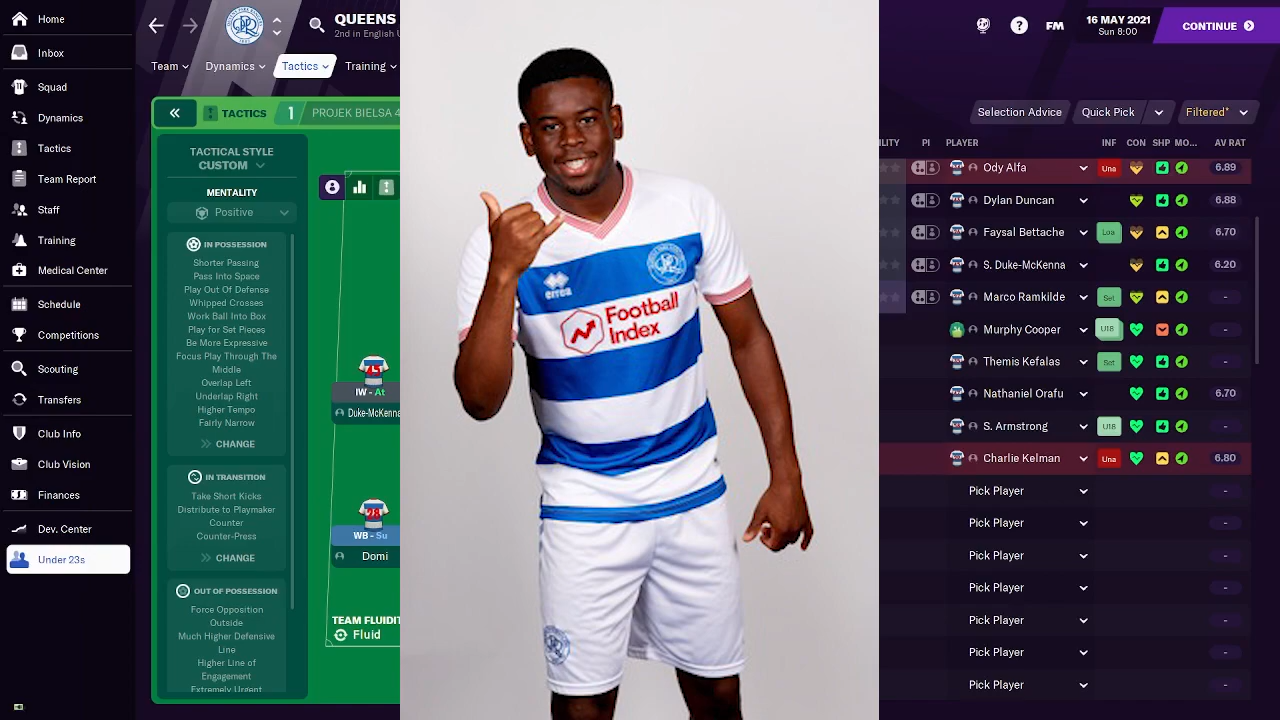 Home
Inbox
Squad
Dynamics
Tactics
Team Report
Staff
Training
Medical Center
Schedule
Competitions
Scouting
Transfers
Club Info
Club Vision
Finances
Dev. Center
Under 23s
QUEENS
2nd in English
Team
Dynamics
Tactics
Training
TACTICS 1 PROJEK BIELSA 4
TACTICAL STYLE
CUSTOM
MENTALITY
Positive
IN POSSESSION
Shorter Passing
Pass Into Space
Play Out Of Defense
Whipped Crosses
Work Ball Into Box
Play for Set Pieces
Be More Expressive
Focus Play Through The
Middle
Overlap Left
Underlap Right
Higher Tempo
Fairly Narrow
CHANGE
IN TRANSITION
Take Short Kicks
Distribute to Playmaker
Counter
Counter-Press
CHANGE
OUT OF POSSESSION
Force Opposition
Outside
Much Higher Defensive
Line
Higher Line of
Engagement
Extremely Urgent
IW - At
Duke-McKenna
28
WB - Su
Domi
TEAM FLUIDIT
Fluid
errea
Football
Index
FM
16 MAY 2021
Sun 8:00
CONTINUE
Selection Advice
Quick Pick
Filtered*
ILITY PI PLAYER INF CON SHP MO... AV RAT
Ody Alfa Una 6.89
Dylan Duncan 6.88
Faysal Bettache Loa 6.70
S. Duke-McKenna 6.20
Marco Ramkilde Set -
Murphy Cooper U18 -
Themis Kefalas Set -
Nathaniel Orafu 6.70
S. Armstrong U18 -
Charlie Kelman Una 6.80
Pick Player -
Pick Player -
Pick Player -
Pick Player -
Pick Player -
Pick Player -
Pick Player -